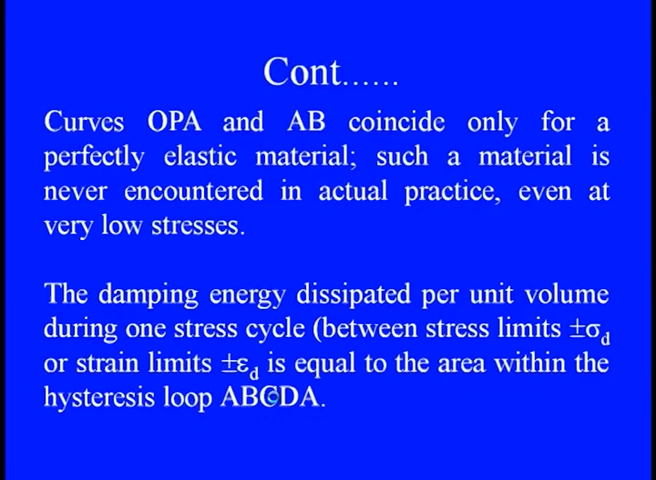 Cont......
Curves OPA and AB coincide only for a
perfectly elastic material; such a material is
never encountered in actual practice, even at
very low stresses.
The damping energy dissipated per unit volume
during one stress cycle (between stress limits ±σd
or strain limits ±εd is equal to the area within the
hysteresis loop ABCDA.